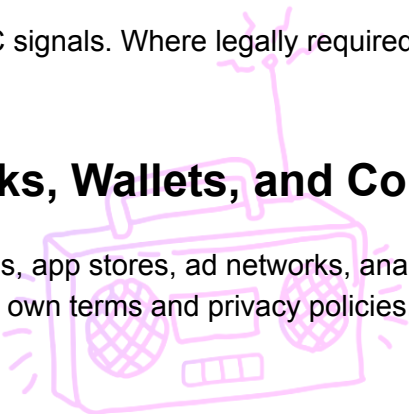 signals. Where legally required
ks, Wallets, and Co
s, app stores, ad networks, ana
own terms and privacy policies